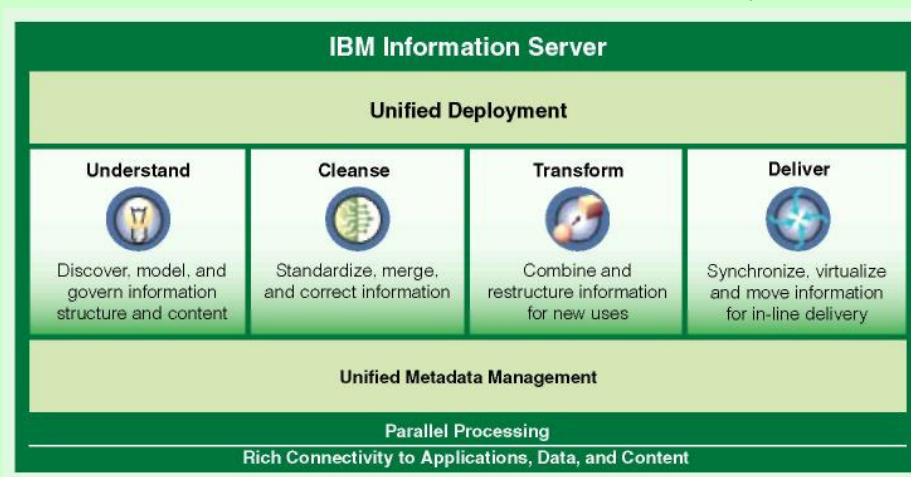 IBM Information Server
Unified Deployment
Understand
Discover, model, and
govern information
structure and content
Cleanse
Standardize, merge,
and correct information
Transform
Combine and
restructure information
for new uses
Deliver
Synchronize, virtualize
and move information
for in-line delivery
Unified Metadata Management
Parallel Processing
Rich Connectivity to Applications, Data, and Content